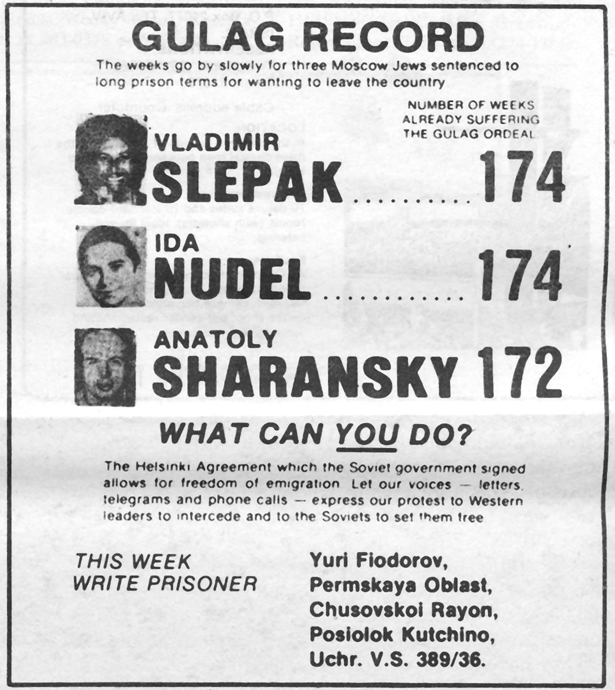 GULAG RECORD
The weeks go by slowly for three Moscow Jews sentenced to
long prison terms for wanting to leave the country
NUMBER OF WEEKS
ALREADY SUFFERING
THE GULAG ORDEAL
VLADIMIR
SLEPAK .......... 174
IDA
NUDEL ............ 174
ANATOLY
SHARANSKY 172
WHAT CAN YOU DO?
The Helsinki Agreement which the Soviet government signed
allows for freedom of emigration Let our voices — letters,
telegrams and phone calls — express our protest to Western
leaders to intercede and to the Soviets to set them free
THIS WEEK
WRITE PRISONER
Yuri Fiodorov,
Permskaya Oblast,
Chusovskoi Rayon,
Posiolok Kutchino,
Uchr. V.S. 389/36.